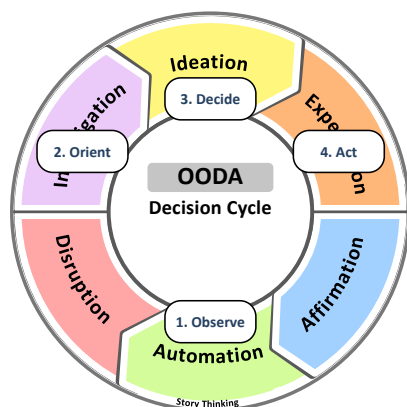 Ideation
3. Decide
2. Orient
4. Act
OODA
Decision Cycle
Disruption
Affirmation
1. Observe
Automation
Story Thinking